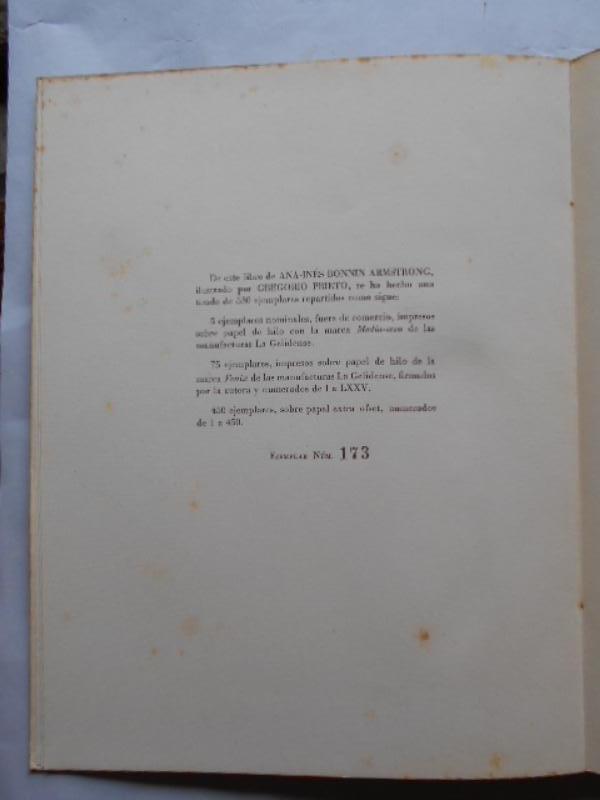 De este libro de ANA-INÉS BONNIN ARMSTRONG,
ilustrado por GREGORIO PRIETO, se ha hecho una
tirada de 530 ejemplares repartidos como sigue:
5 ejemplares nominales, fuera de comercio, impresos
sobre papel de hilo con la marca de las
manufacturas La Gelidense.
75 ejemplares, impresos sobre papel de hilo de la
marca de las manufacturas La Gelidense, firmados
por la autora y numerados de I a LXXV.
450 ejemplares, sobre papel extra offset, numerados
de 1 a 450.
EJEMPLAR NÚM. 173